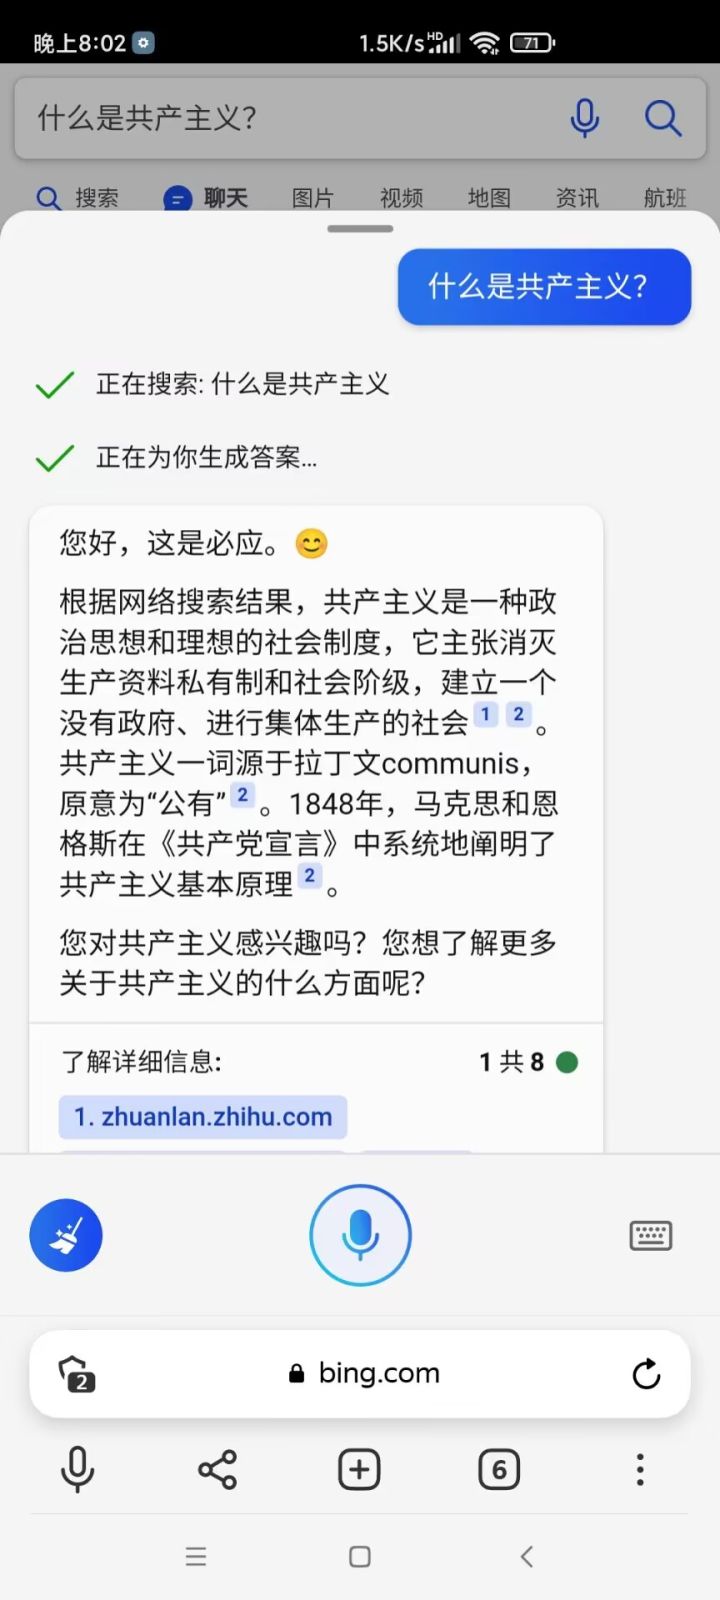 晚上8:02
1.5K/s HD 71
什么是共产主义？
搜索 聊天 图片 视频 地图 资讯 航班
什么是共产主义？
正在搜索: 什么是共产主义
正在为你生成答案...
您好，这是必应。😊
根据网络搜索结果，共产主义是一种政
治思想和理想的社会制度，它主张消灭
生产资料私有制和社会阶级，建立一个
没有政府、进行集体生产的社会 1 2 。
共产主义一词源于拉丁文communis，
原意为“公有” 2 。1848年，马克思和恩
格斯在《共产党宣言》中系统地阐明了
共产主义基本原理 2 。
您对共产主义感兴趣吗？您想了解更多
关于共产主义的什么方面呢？
了解详细信息: 1 共 8
1. zhuanlan.zhihu.com
2 bing.com
6